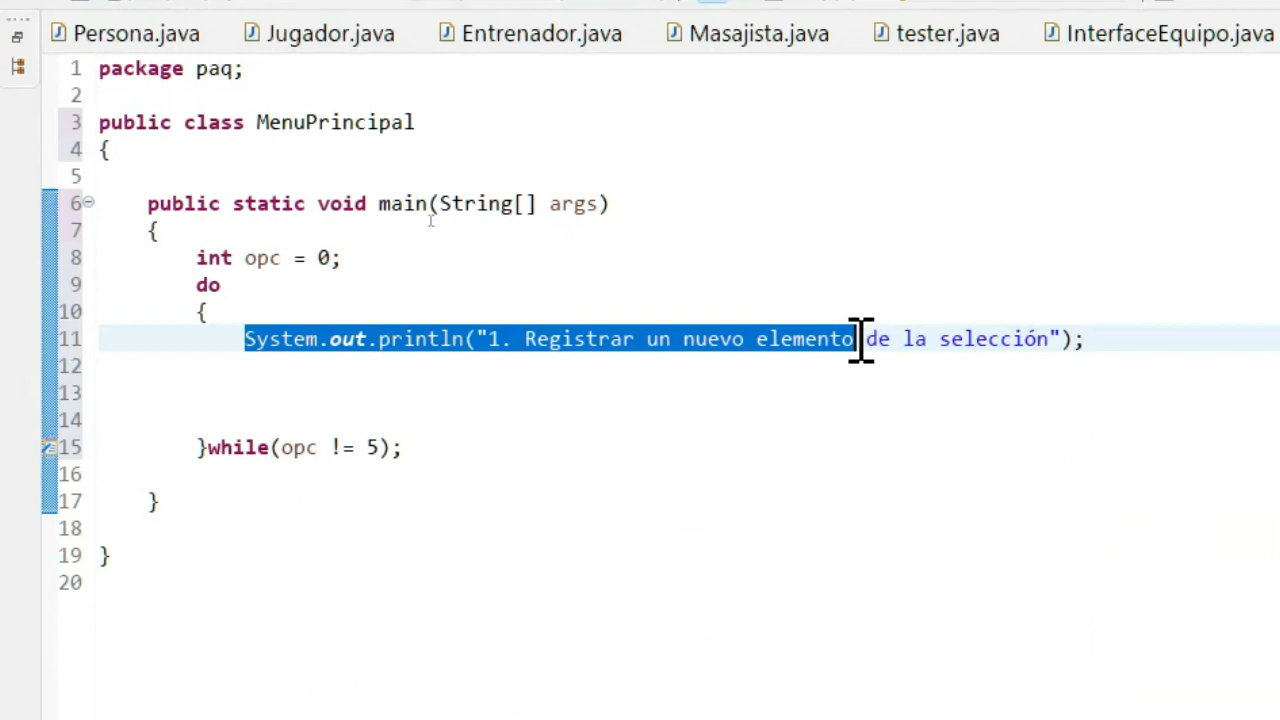 Persona.java Jugador.java Entrenador.java Masajista.java tester.java InterfaceEquipo.java
1 package paq;
2
3 public class MenuPrincipal
4 {
5
6 public static void main(String[] args)
7 {
8 int opc = 0;
9 do
10 {
11 System.out.println("1. Registrar un nuevo elemento de la selección");
12
13
14
15 }while(opc != 5);
16
17 }
18
19 }
20